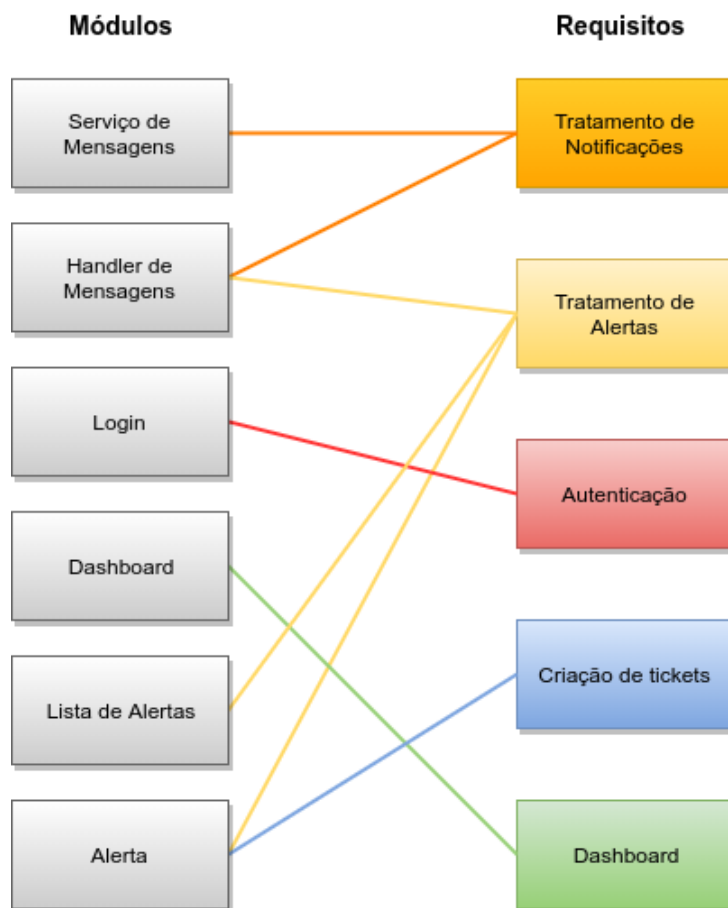 Módulos
Requisitos
Serviço de
Mensagens
Tratamento de
Notificações
Handler de
Mensagens
Tratamento de
Alertas
Login
Autenticação
Dashboard
Criação de tickets
Lista de Alertas
Alerta
Dashboard